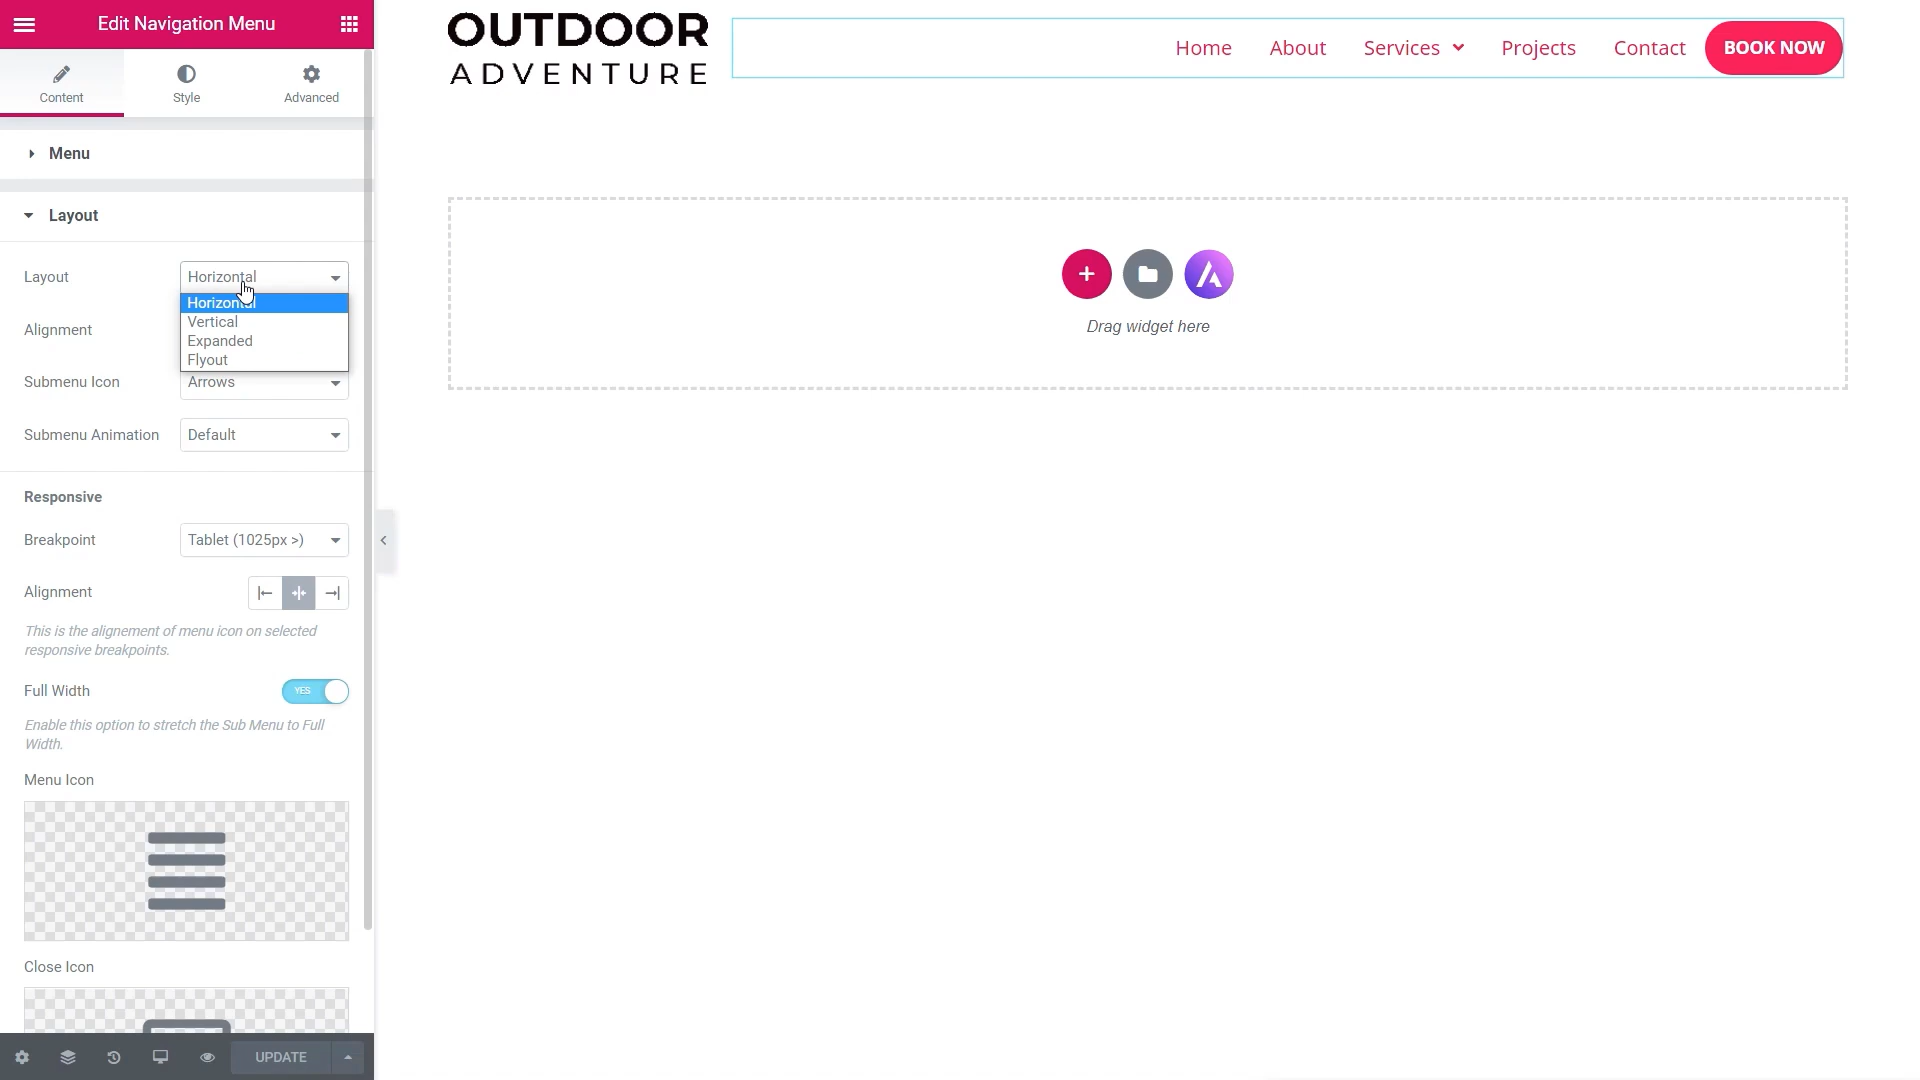 Edit Navigation Menu
Content
Style
Advanced
Menu
Layout
Layout
Horizontal
Horizontal
Vertical
Expanded
Flyout
Alignment
Submenu Icon
Arrows
Submenu Animation
Default
Responsive
Breakpoint
Tablet (1025px >)
Alignment
This is the alignement of menu icon on selected
responsive breakpoints.
Full Width
YES
Enable this option to stretch the Sub Menu to Full
Width.
Menu Icon
Close Icon
UPDATE
OUTDOOR
ADVENTURE
Home
About
Services
Projects
Contact
BOOK NOW
Drag widget here